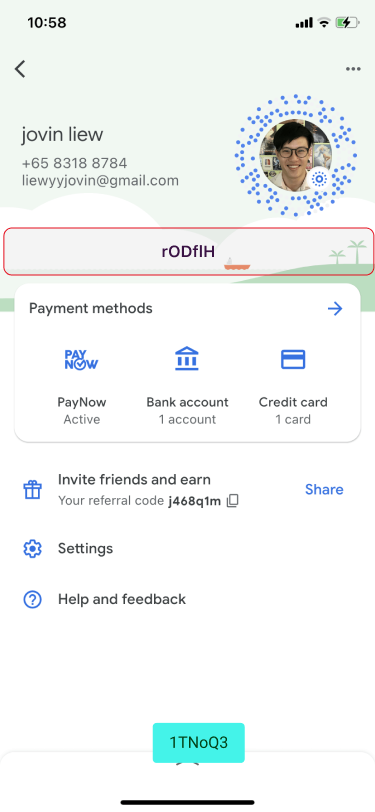 10:58
jovin liew
+65 8318 8784
liewyyjovin@gmail.com
rODflH
Payment methods
PAY
NOW
PayNow
Active
Bank account
1 account
Credit card
1 card
Invite friends and earn
Your referral code j468q1m
Share
Settings
Help and feedback
1TNoQ3